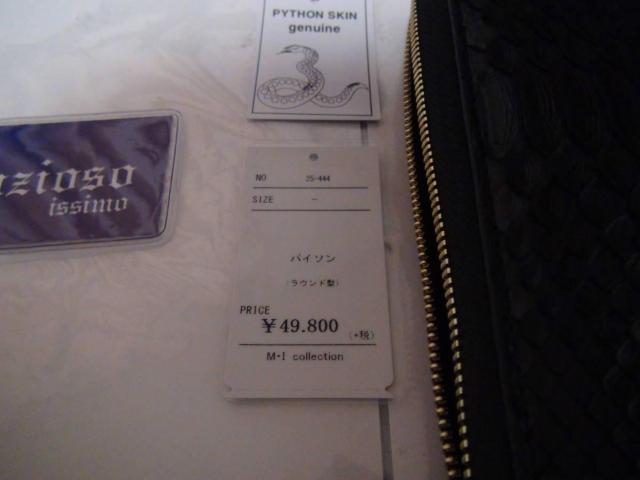 PYTHON SKIN
genuine
azioso
issimo
NO 25-444
SIZE -
パイソン
(ラウンド型)
PRICE
¥49.800 (+税)
M・I collection